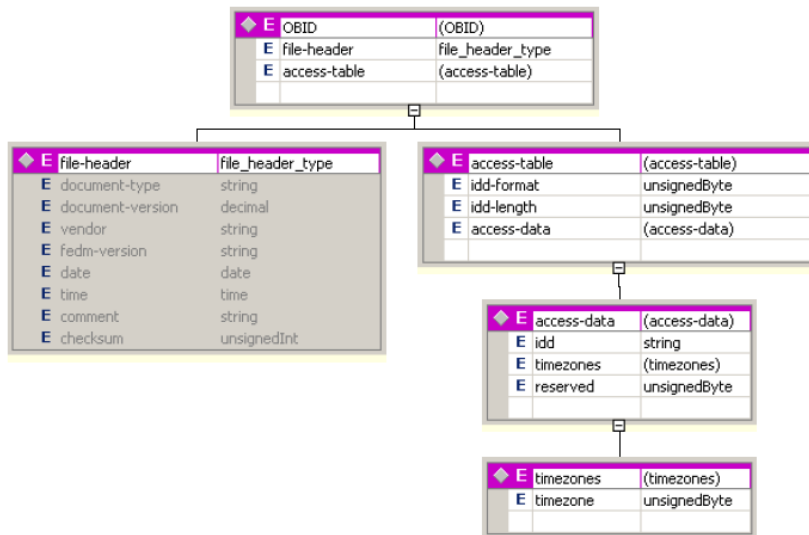 E OBID (OBID)
E file-header file_header_type
E access-table (access-table)
E file-header file_header_type
E document-type string
E document-version decimal
E vendor string
E fedm-version string
E date date
E time time
E comment string
E checksum unsignedInt
E access-table (access-table)
E idd-format unsignedByte
E idd-length unsignedByte
E access-data (access-data)
E access-data (access-data)
E idd string
E timezones (timezones)
E reserved unsignedByte
E timezones (timezones)
E timezone unsignedByte